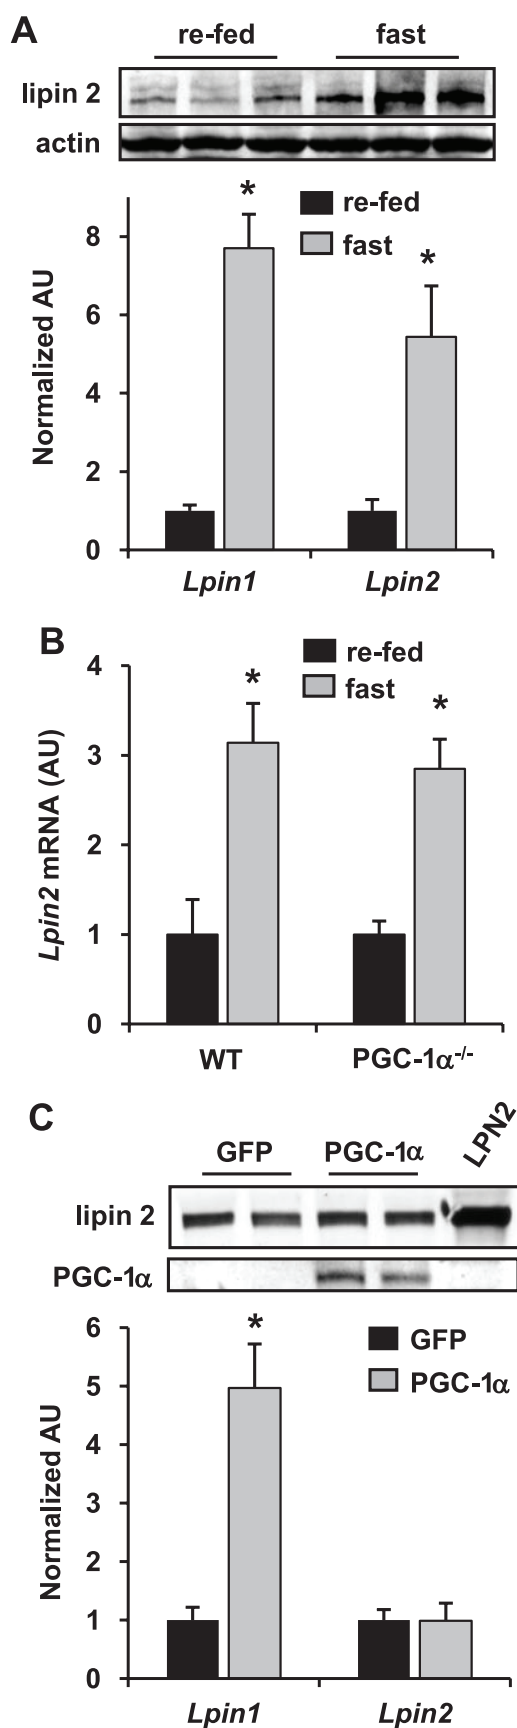 A
re-fed fast
lipin 2
actin
*
re-fed
fast
*
8
6
4
2
0
Normalized AU
Lpin1 Lpin2
B
re-fed
fast
4
3
2
1
0
* *
Lpin2 mRNA (AU)
WT PGC-1α-/-
C
GFP PGC-1α LPN2
lipin 2
PGC-1α
6
5
4
3
2
1
0
*
GFP
PGC-1α
Normalized AU
Lpin1 Lpin2